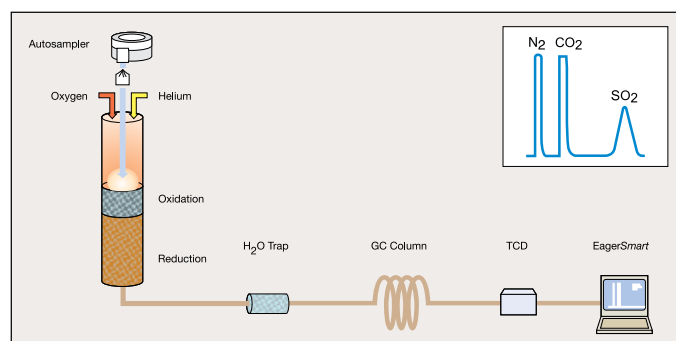 Autosampler
Oxygen
Helium
Oxidation
Reduction
H₂O Trap
GC Column
TCD
EagerSmart
N₂ CO₂
SO₂